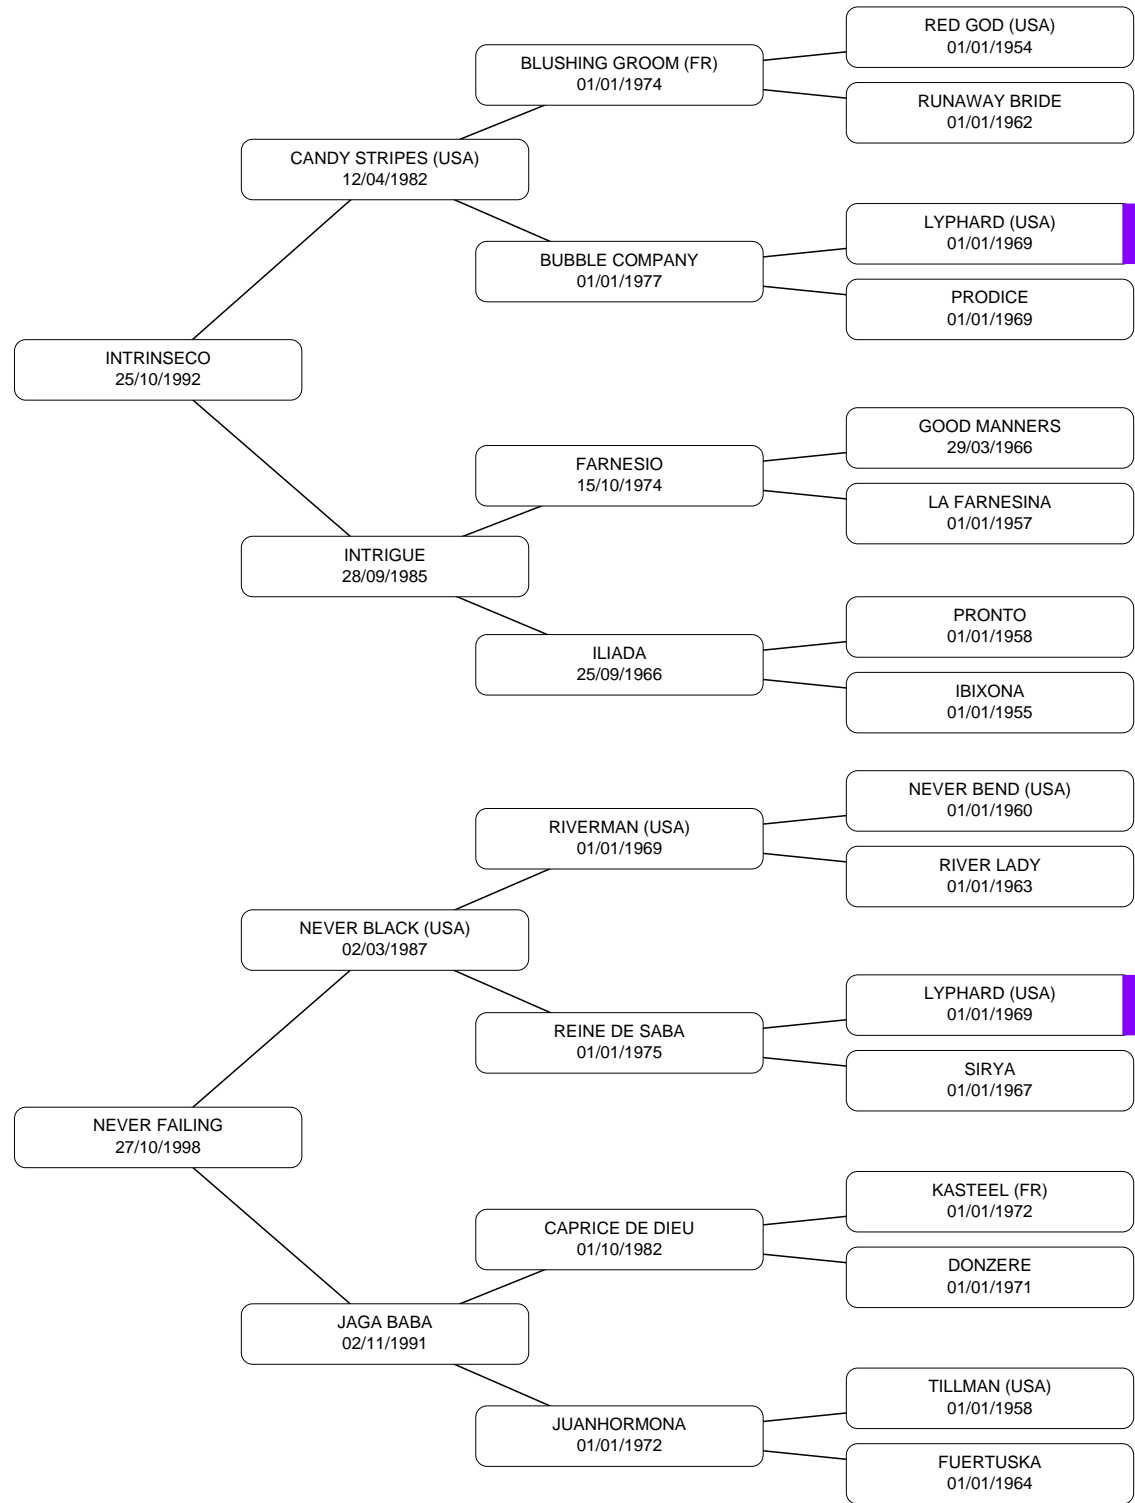 RED GOD (USA)
01/01/1954
BLUSHING GROOM (FR)
01/01/1974
RUNAWAY BRIDE
01/01/1962
CANDY STRIPES (USA)
12/04/1982
LYPHARD (USA)
01/01/1969
BUBBLE COMPANY
01/01/1977
PRODICE
01/01/1969
INTRINSECO
25/10/1992
GOOD MANNERS
29/03/1966
FARNESIO
15/10/1974
LA FARNESINA
01/01/1957
INTRIGUE
28/09/1985
PRONTO
01/01/1958
ILIADA
25/09/1966
IBIXONA
01/01/1955
NEVER BEND (USA)
01/01/1960
RIVERMAN (USA)
01/01/1969
RIVER LADY
01/01/1963
NEVER BLACK (USA)
02/03/1987
LYPHARD (USA)
01/01/1969
REINE DE SABA
01/01/1975
SIRYA
01/01/1967
NEVER FAILING
27/10/1998
KASTEEL (FR)
01/01/1972
CAPRICE DE DIEU
01/10/1982
DONZERE
01/01/1971
JAGA BABA
02/11/1991
TILLMAN (USA)
01/01/1958
JUANHORMONA
01/01/1972
FUERTUSKA
01/01/1964